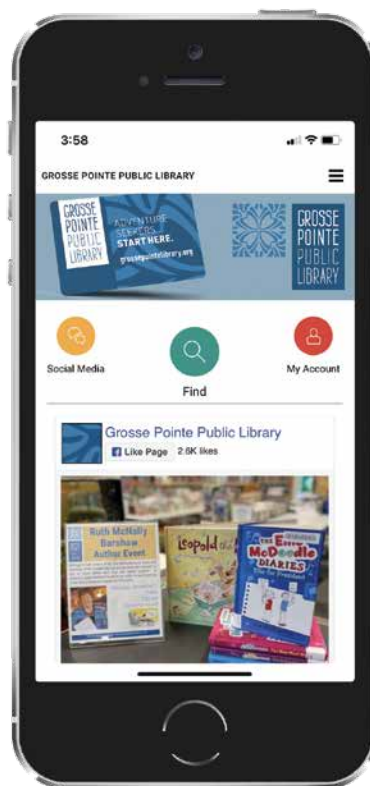 3:58
GROSSE POINTE PUBLIC LIBRARY
GROSSE
POINTE
PUBLIC
LIBRARY
ADVENTURE
SEEKERS,
START HERE.
grossepointelibrary.org
GROSSE
POINTE
PUBLIC
LIBRARY
Social Media
Find
My Account
Grosse Pointe Public Library
Like Page 2.6K likes
Ruth McNally
Barshaw
Author Event
Leopold
THE
McDoodle
DIARIES
Ellie for President